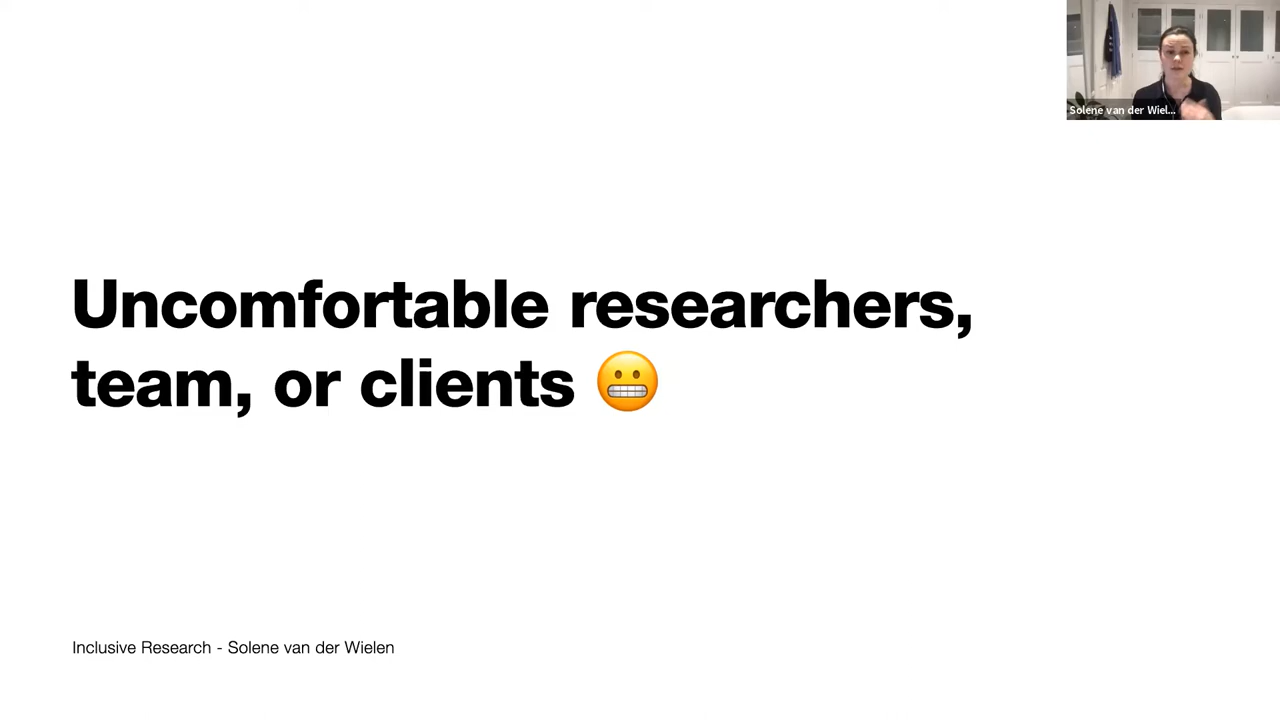 Solene van der Wiel...
Uncomfortable researchers,
team, or clients 😬
Inclusive Research - Solene van der Wielen